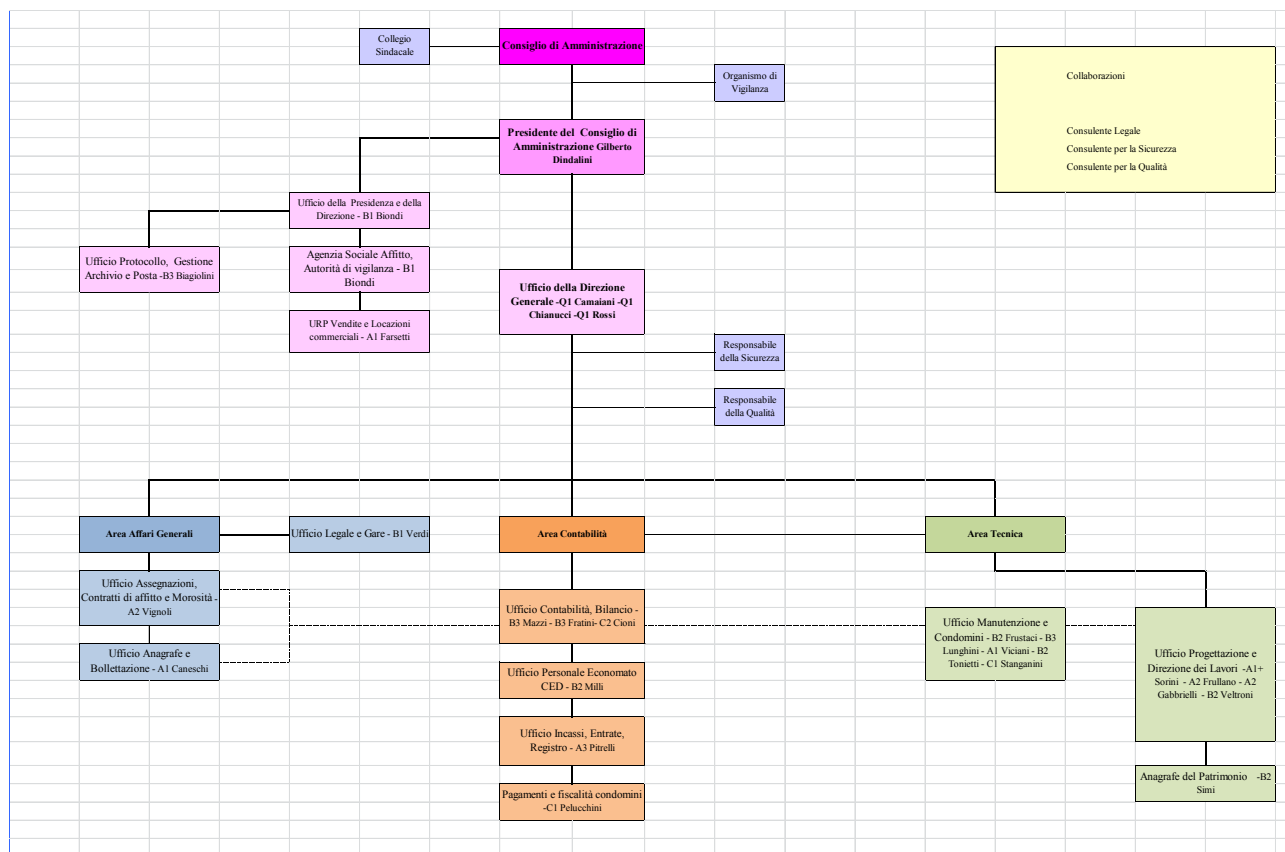 Collegio
Sindacale
Consiglio di Amministrazione
Organismo di
Vigilanza
Collaborazioni
Consulente Legale
Consulente per la Sicurezza
Consulente per la Qualità
Presidente del Consiglio di
Amministrazione Gilberto
Dindalini
Ufficio della Presidenza e della
Direzione - B1 Biondi
Ufficio Protocollo, Gestione
Archivio e Posta -B3 Biagiolini
Agenzia Sociale Affitto,
Autorità di vigilanza - B1
Biondi
URP Vendite e Locazioni
commerciali - A1 Farsetti
Ufficio della Direzione
Generale -Q1 Camaiani -Q1
Chianucci -Q1 Rossi
Responsabile
della Sicurezza
Responsabile
della Qualità
Area Affari Generali
Ufficio Legale e Gare - B1 Verdi
Area Contabilità
Area Tecnica
Ufficio Assegnazioni,
Contratti di affitto e Morosità -
A2 Vignoli
Ufficio Anagrafe e
Bollettazione - A1 Caneschi
Ufficio Contabilità, Bilancio -
B3 Mazzi - B3 Fratini- C2 Cioni
Ufficio Personale Economato
CED - B2 Milli
Ufficio Incassi, Entrate,
Registro - A3 Pitrelli
Pagamenti e fiscalità condomini
-C1 Pelucchini
Ufficio Manutenzione e
Condomini - B2 Frustaci - B3
Lunghini - A1 Viciani - B2
Tonietti - C1 Stanganini
Ufficio Progettazione e
Direzione dei Lavori -A1+
Sorini - A2 Frullano - A2
Gabbrielli - B2 Veltroni
Anagrafe del Patrimonio -B2
Simi